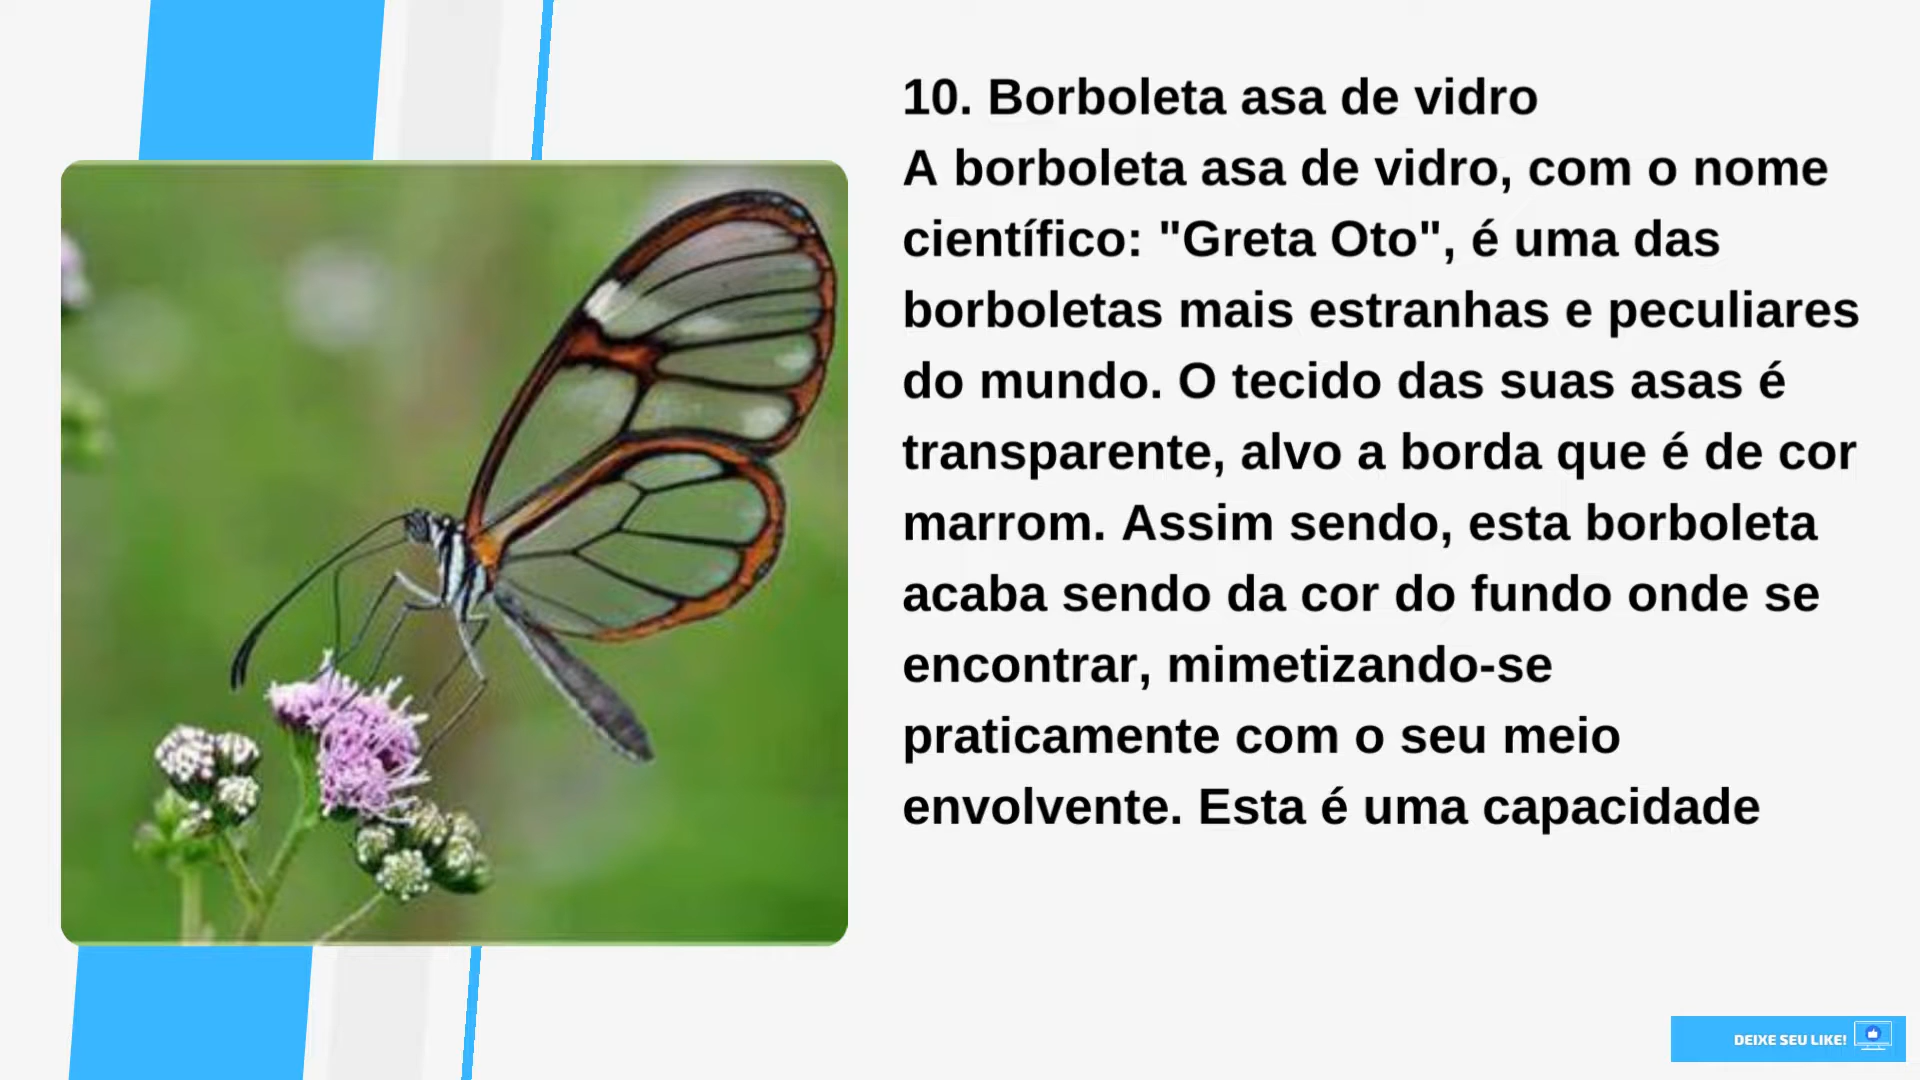 10. Borboleta asa de vidro
A borboleta asa de vidro, com o nome
científico: "Greta Oto", é uma das
borboletas mais estranhas e peculiares
do mundo. O tecido das suas asas é
transparente, alvo a borda que é de cor
marrom. Assim sendo, esta borboleta
acaba sendo da cor do fundo onde se
encontrar, mimetizando-se
praticamente com o seu meio
envolvente. Esta é uma capacidade
DEIXE SEU LIKE!